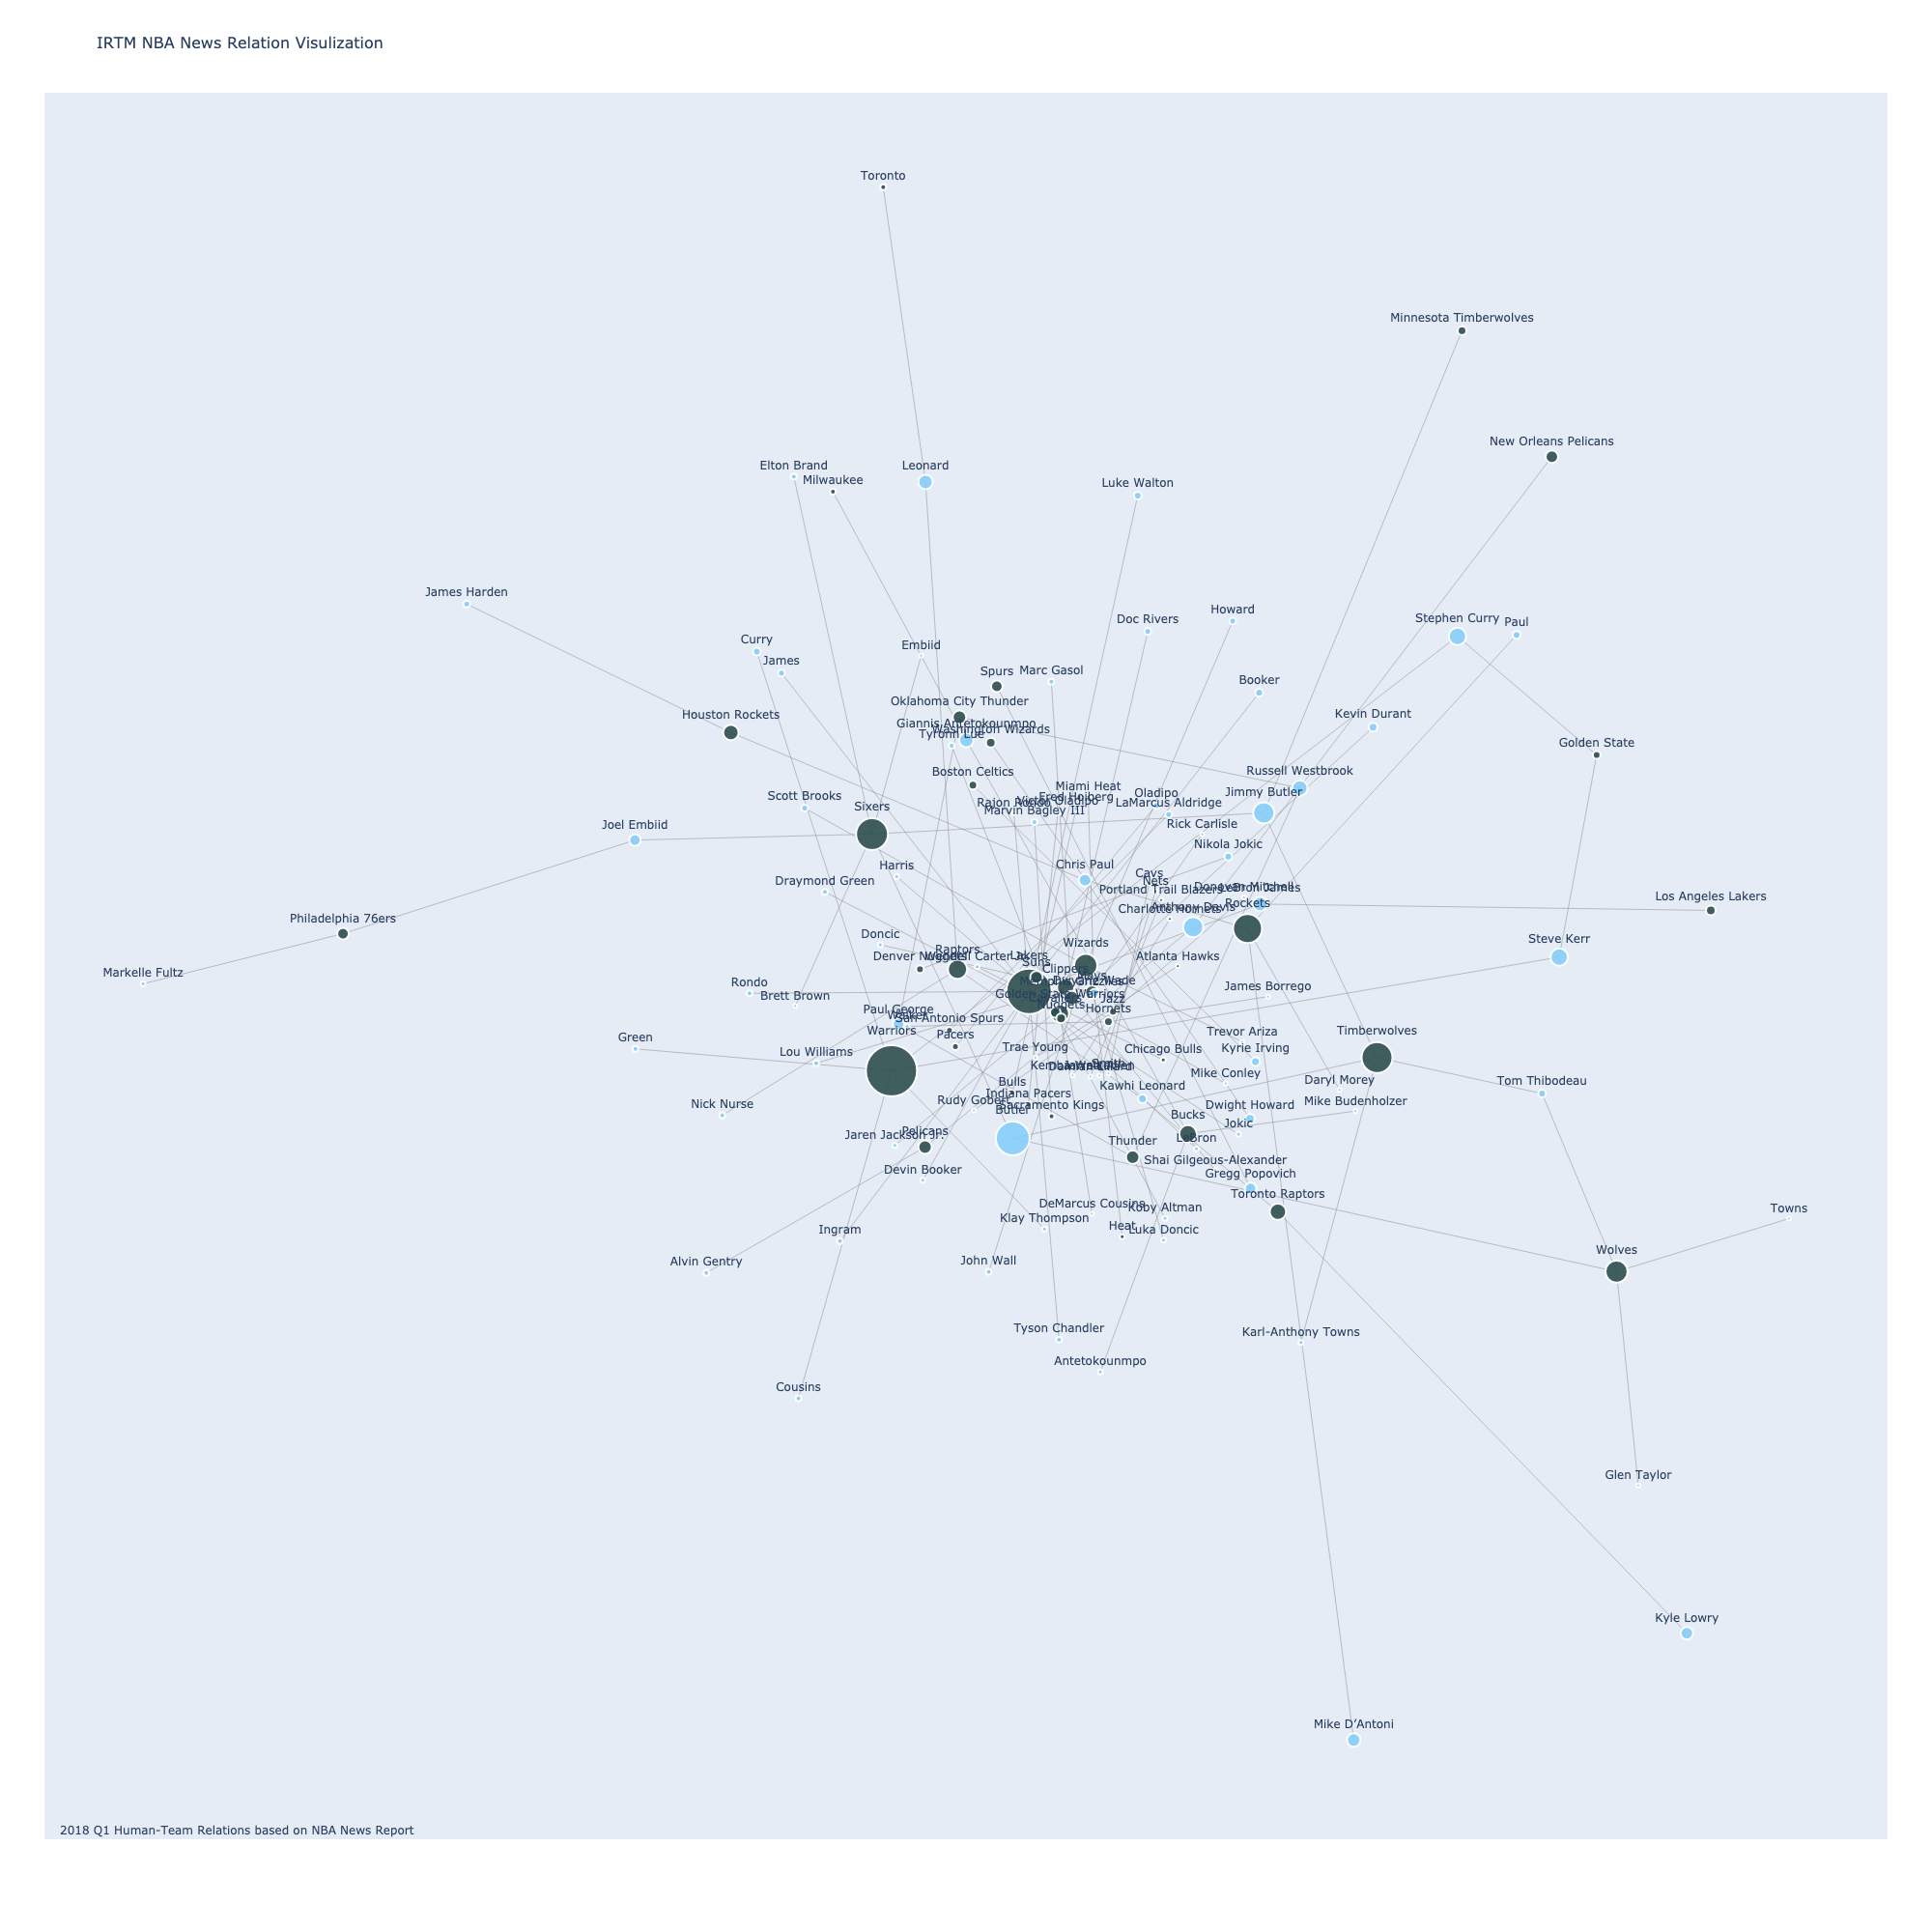 IRTM NBA News Relation Visulization
Toronto
Minnesota Timberwolves
New Orleans Pelicans
Elton Brand
Leonard
Milwaukee
Luke Walton
James Harden
Howard
Doc Rivers
Stephen Curry
Paul
Curry
Embiid
James
Spurs
Marc Gasol
Booker
Oklahoma City Thunder
Houston Rockets
Kevin Durant
Giannis Antetokounmpo
Washington Wizards
Tyronn Lue
Golden State
Boston Celtics
Russell Westbrook
Miami Heat
Jimmy Butler
Oladipo
Scott Brooks
Sixers
Fred Hoiberg
Rajon Rondo
Victor Oladipo
LaMarcus Aldridge
Marvin Bagley III
Joel Embiid
Rick Carlisle
Nikola Jokic
Harris
Chris Paul
Cavs
Draymond Green
Nets
Portland Trail Blazers
Donovan Mitchell
LeBron James
Los Angeles Lakers
Rockets
Anthony Davis
Charlotte Hornets
Philadelphia 76ers
Doncic
Wizards
Steve Kerr
Raptors
Denver Nuggets
Wendell Carter Jr.
Lakers
Atlanta Hawks
Suns
Clippers
Markelle Fultz
Mavs
Rondo
Memphis Grizzlies
Dwyane Wade
James Borrego
Brett Brown
Golden State Warriors
Cavaliers
Jazz
Nuggets
Hornets
Paul George
Walker
San Antonio Spurs
Warriors
Pacers
Green
Trevor Ariza
Timberwolves
Lou Williams
Trae Young
Chicago Bulls
Kyrie Irving
Kemba Walker
Damian Lillard
Smith
Mike Conley
Daryl Morey
Tom Thibodeau
Bulls
Kawhi Leonard
Indiana Pacers
Nick Nurse
Rudy Gobert
Sacramento Kings
Dwight Howard
Mike Budenholzer
Butler
Bucks
Jokic
Jaren Jackson Jr.
Pelicans
Thunder
LeBron
Shai Gilgeous-Alexander
Devin Booker
Gregg Popovich
Toronto Raptors
DeMarcus Cousins
Koby Altman
Towns
Klay Thompson
Heat
Luka Doncic
Ingram
Wolves
Alvin Gentry
John Wall
Tyson Chandler
Karl-Anthony Towns
Antetokounmpo
Cousins
Glen Taylor
Kyle Lowry
Mike D’Antoni
2018 Q1 Human-Team Relations based on NBA News Report